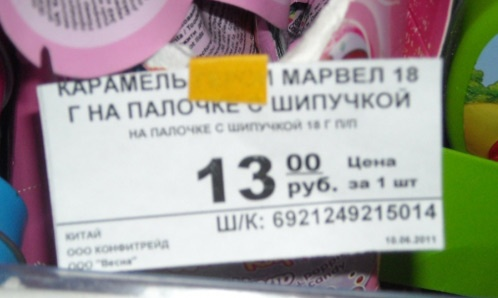 КАРАМЕЛЬ МАРВЕЛ 18
Г НА ПАЛОЧКЕ С ШИПУЧКОЙ
НА ПАЛОЧКЕ С ШИПУЧКОЙ 18 Г П/П
13 00 руб. Цена за 1 шт
Ш/К: 6921249215014
КИТАЙ
ООО КОНФИТРЕЙД
ООО "Весна"
10.06.2011